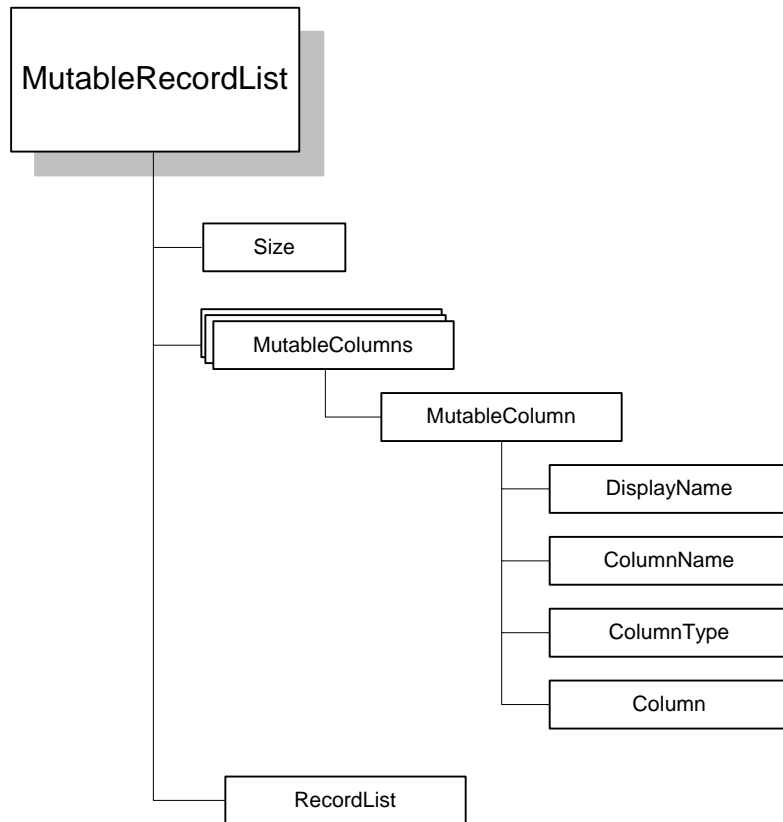 MutableRecordList
Size
MutableColumns
MutableColumn
DisplayName
ColumnName
ColumnType
Column
RecordList